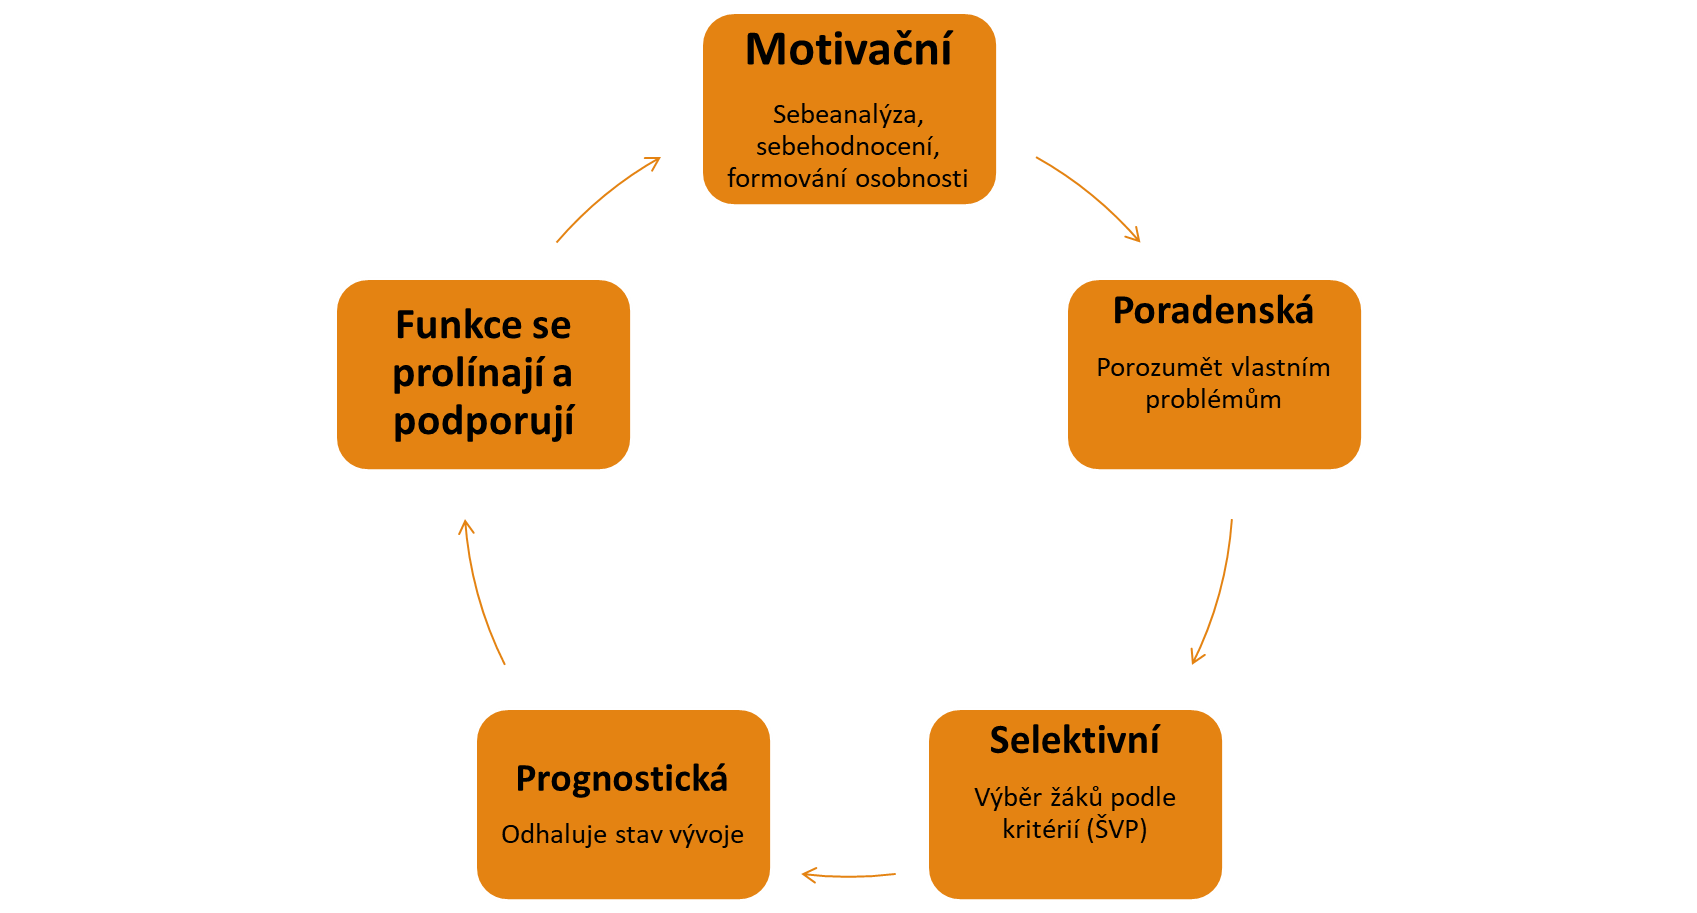 Motivační
Sebeanalýza,
sebehodnocení,
formování osobnosti
Poradenská
Porozumět vlastním
problémům
Selektivní
Výběr žáků podle
kritérií (ŠVP)
Prognostická
Odhaluje stav vývoje
Funkce se
prolínají a
podporují